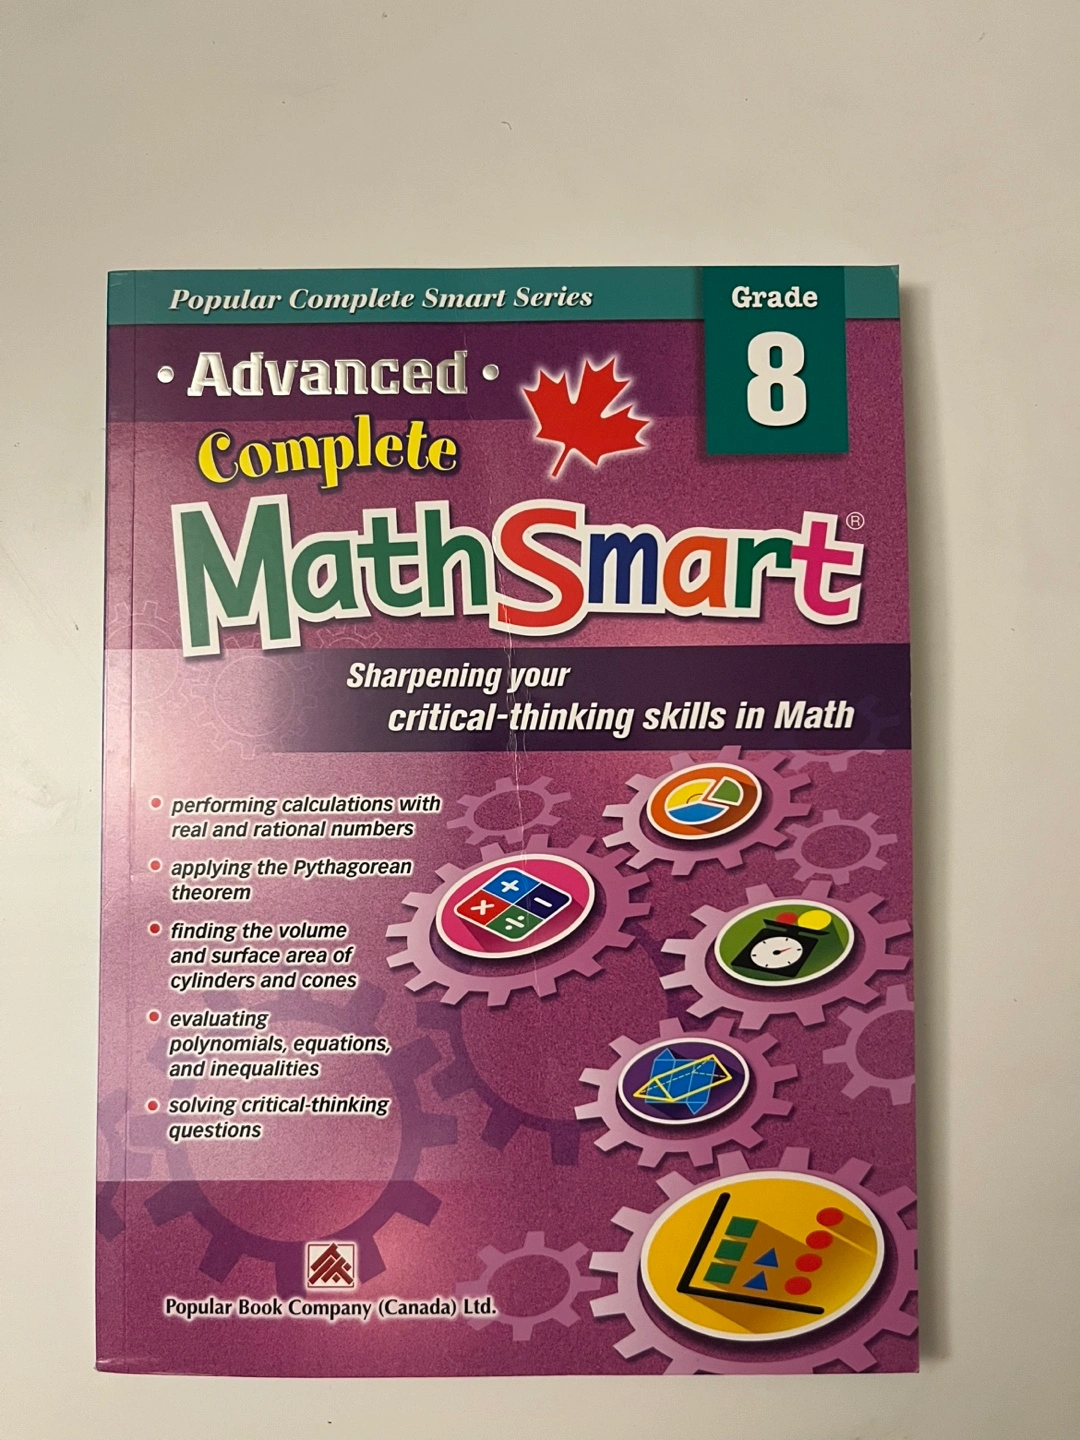 Popular Complete Smart Series
Grade
8
• Advanced •
Complete
MathSmart®
Sharpening your
critical-thinking skills in Math
• performing calculations with
real and rational numbers
• applying the Pythagorean
theorem
• finding the volume
and surface area of
cylinders and cones
• evaluating
polynomials, equations,
and inequalities
• solving critical-thinking
questions
Popular Book Company (Canada) Ltd.